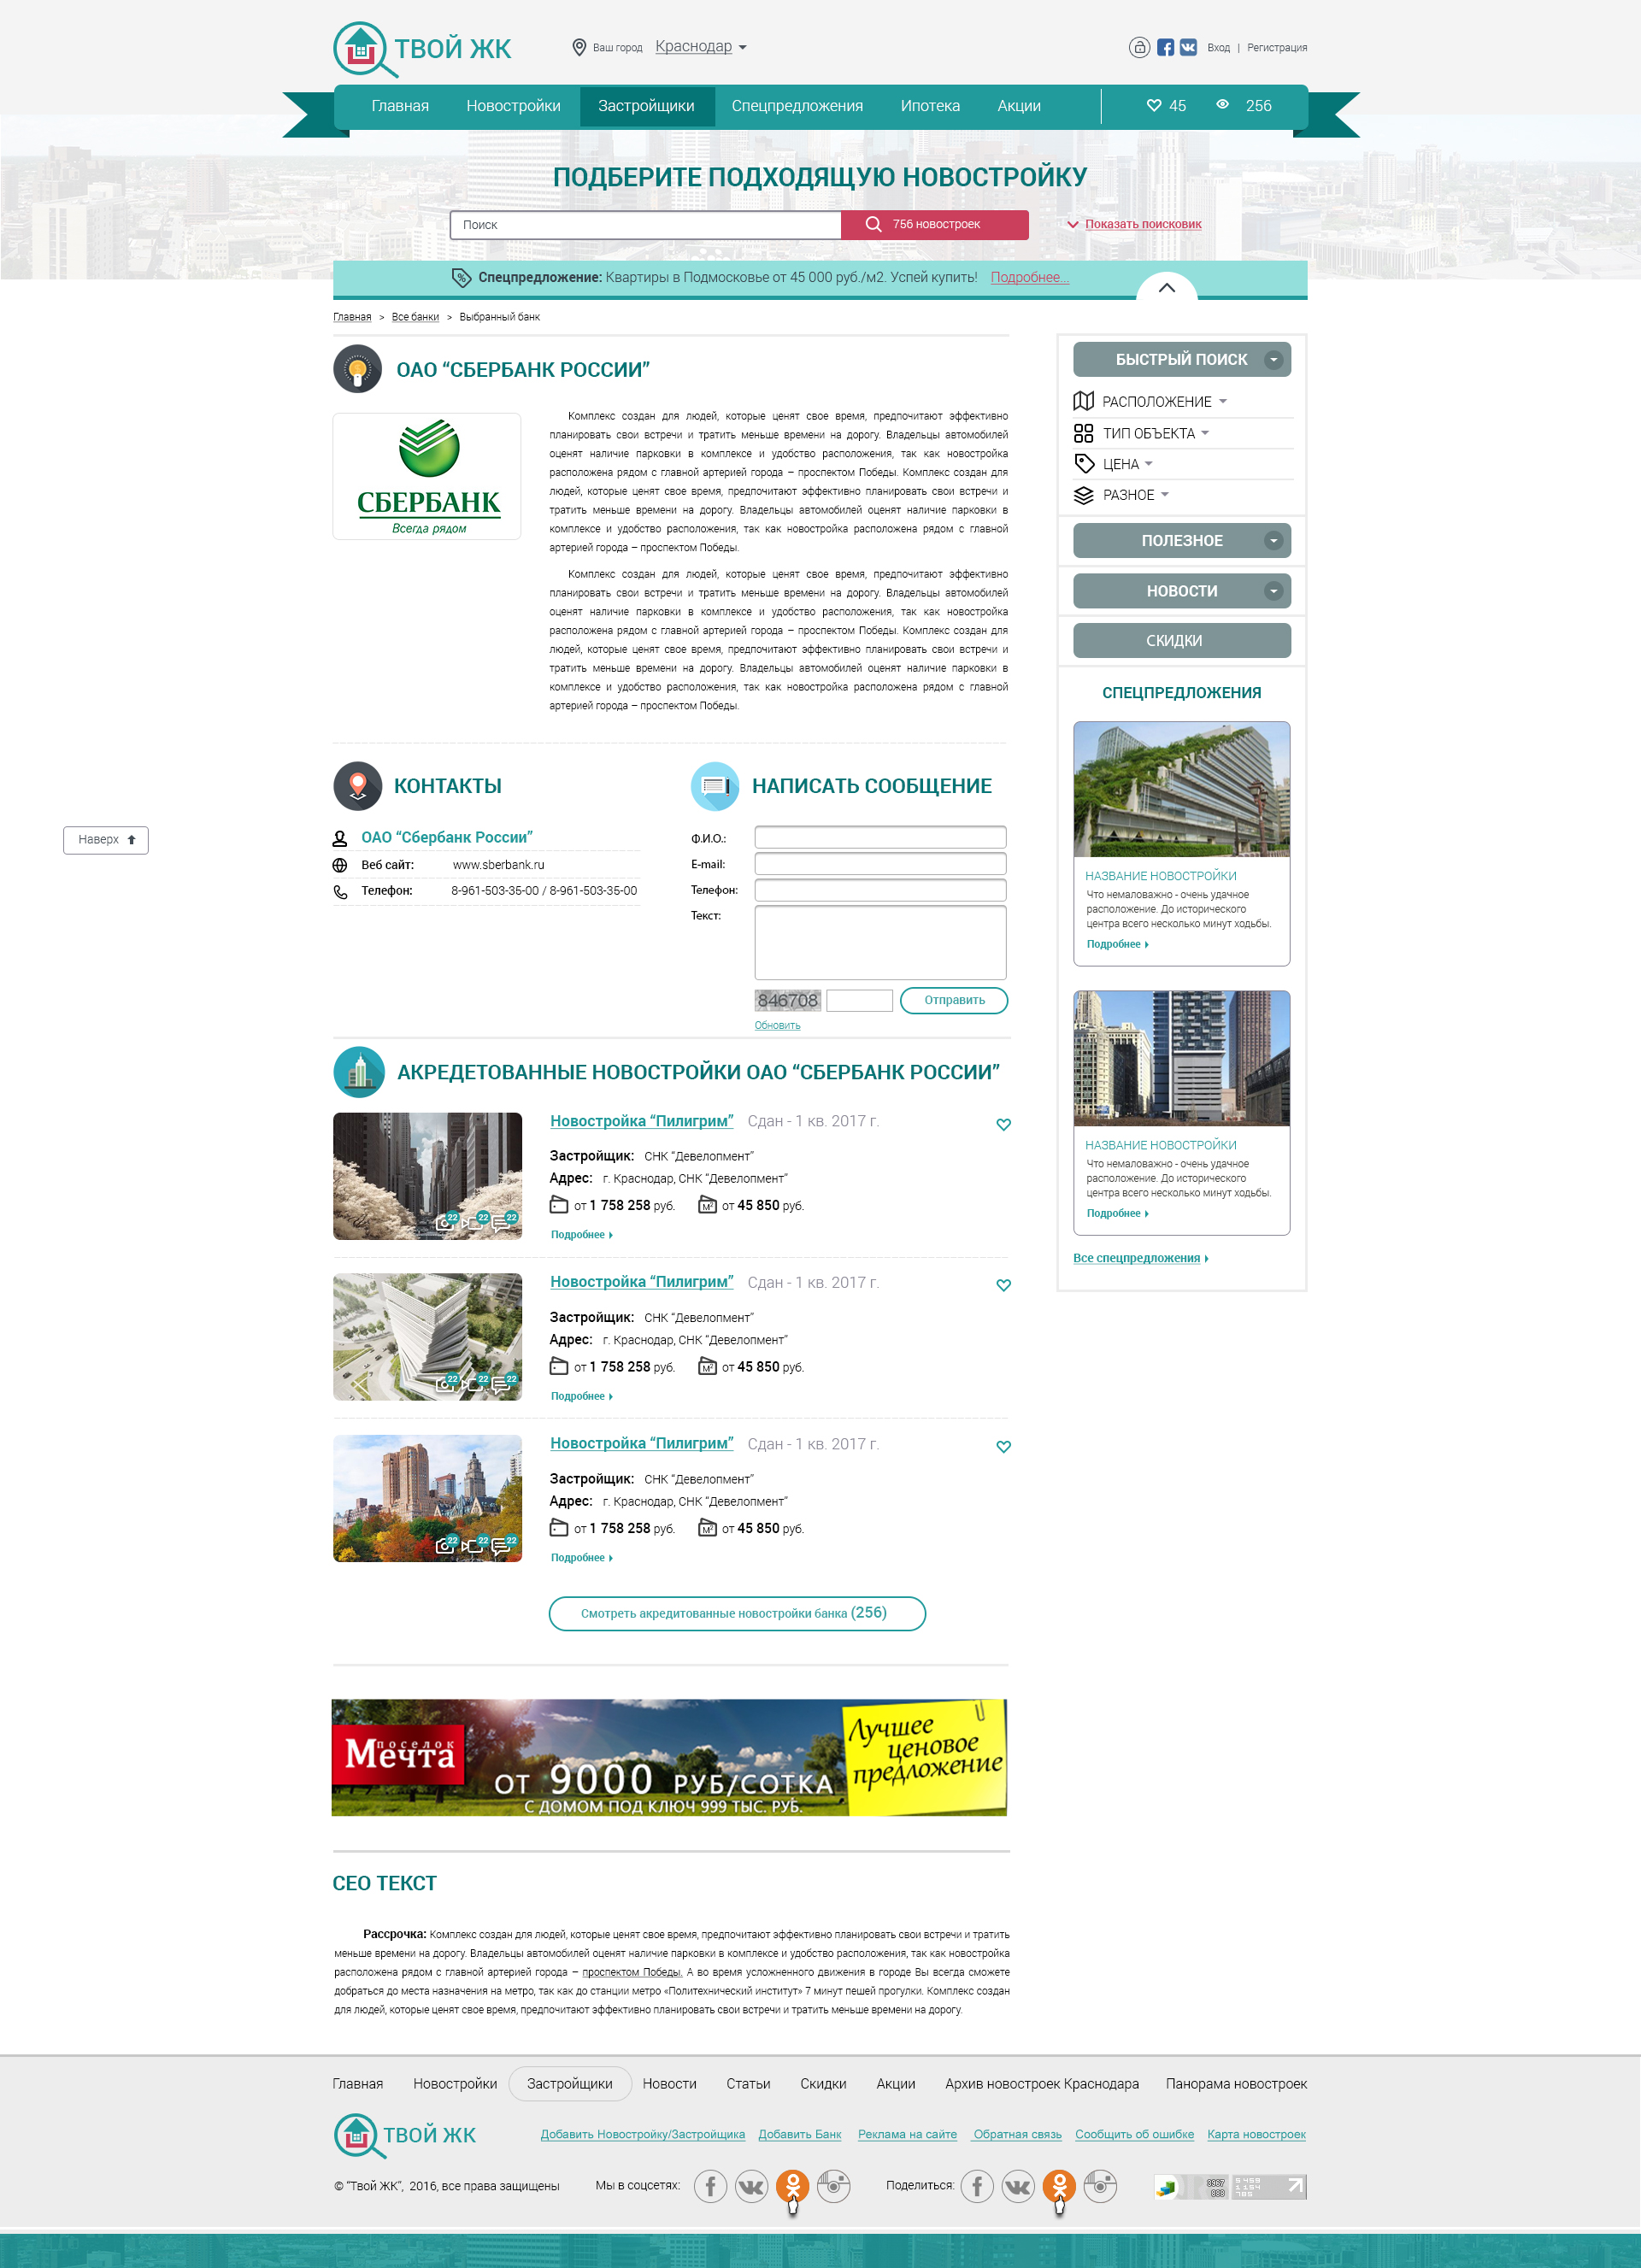 ТВОЙ ЖК
Ваш город Краснодар
Вход | Регистрация
Главная Новостройки Застройщики Спецпредложения Ипотека Акции 45 256
ПОДБЕРИТЕ ПОДХОДЯЩУЮ НОВОСТРОЙКУ
Поиск 756 новостроек Показать поисковик
Спецпредложение: Квартиры в Подмосковье от 45 000 руб./м2. Успей купить! Подробнее...
Главная > Все банки > Выбранный банк
ОАО “СБЕРБАНК РОССИИ”
СБЕРБАНК
Всегда рядом
Комплекс создан для людей, которые ценят свое время, предпочитают эффективно
планировать свои встречи и тратить меньше времени на дорогу. Владельцы автомобилей
оценят наличие парковки в комплексе и удобство расположения, так как новостройка
расположена рядом с главной артерией города – проспектом Победы. Комплекс создан для
людей, которые ценят свое время, предпочитают эффективно планировать свои встречи и
тратить меньше времени на дорогу. Владельцы автомобилей оценят наличие парковки в
комплексе и удобство расположения, так как новостройка расположена рядом с главной
артерией города – проспектом Победы.
Комплекс создан для людей, которые ценят свое время, предпочитают эффективно
планировать свои встречи и тратить меньше времени на дорогу. Владельцы автомобилей
оценят наличие парковки в комплексе и удобство расположения, так как новостройка
расположена рядом с главной артерией города – проспектом Победы. Комплекс создан для
людей, которые ценят свое время, предпочитают эффективно планировать свои встречи и
тратить меньше времени на дорогу. Владельцы автомобилей оценят наличие парковки в
комплексе и удобство расположения, так как новостройка расположена рядом с главной
артерией города – проспектом Победы.
КОНТАКТЫ
ОАО “Сбербанк России”
Веб сайт: www.sberbank.ru
Телефон: 8-961-503-35-00 / 8-961-503-35-00
НАПИСАТЬ СООБЩЕНИЕ
Ф.И.О.:
E-mail:
Телефон:
Текст:
846708 Отправить
Обновить
Наверх
АКРЕДЕТОВАННЫЕ НОВОСТРОЙКИ ОАО “СБЕРБАНК РОССИИ”
22 22 22
Новостройка “Пилигрим” Сдан - 1 кв. 2017 г.
Застройщик: СНК “Девелопмент”
Адрес: г. Краснодар, СНК “Девелопмент”
от 1 758 258 руб. М2 от 45 850 руб.
Подробнее
22 22 22
Новостройка “Пилигрим” Сдан - 1 кв. 2017 г.
Застройщик: СНК “Девелопмент”
Адрес: г. Краснодар, СНК “Девелопмент”
от 1 758 258 руб. М2 от 45 850 руб.
Подробнее
22 22 22
Новостройка “Пилигрим” Сдан - 1 кв. 2017 г.
Застройщик: СНК “Девелопмент”
Адрес: г. Краснодар, СНК “Девелопмент”
от 1 758 258 руб. М2 от 45 850 руб.
Подробнее
Смотреть акредитованные новостройки банка (256)
поселок
Мечта
ОТ 9000 РУБ/СОТКА
С ДОМОМ ПОД КЛЮЧ 999 ТЫС. РУБ.
Лучшее
ценовое
предложение
СЕО ТЕКСТ
Рассрочка: Комплекс создан для людей, которые ценят свое время, предпочитают эффективно планировать свои встречи и тратить
меньше времени на дорогу. Владельцы автомобилей оценят наличие парковки в комплексе и удобство расположения, так как новостройка
расположена рядом с главной артерией города – проспектом Победы. А во время усложненного движения в городе Вы всегда сможете
добраться до места назначения на метро, так как до станции метро «Политехнический институт» 7 минут пешей прогулки. Комплекс создан
для людей, которые ценят свое время, предпочитают эффективно планировать свои встречи и тратить меньше времени на дорогу.
БЫСТРЫЙ ПОИСК
РАСПОЛОЖЕНИЕ
ТИП ОБЪЕКТА
ЦЕНА
РАЗНОЕ
ПОЛЕЗНОЕ
НОВОСТИ
СКИДКИ
СПЕЦПРЕДЛОЖЕНИЯ
НАЗВАНИЕ НОВОСТРОЙКИ
Что немаловажно - очень удачное
расположение. До исторического
центра всего несколько минут ходьбы.
Подробнее
НАЗВАНИЕ НОВОСТРОЙКИ
Что немаловажно - очень удачное
расположение. До исторического
центра всего несколько минут ходьбы.
Подробнее
Все спецпредложения
Главная Новостройки Застройщики Новости Статьи Скидки Акции Архив новостроек Краснодара Панорама новостроек
ТВОЙ ЖК
Добавить Новостройку/Застройщика Добавить Банк Реклама на сайте Обратная связь Сообщить об ошибке Карта новостроек
© “Твой ЖК”, 2016, все права защищены Мы в соцсетях: Поделиться: